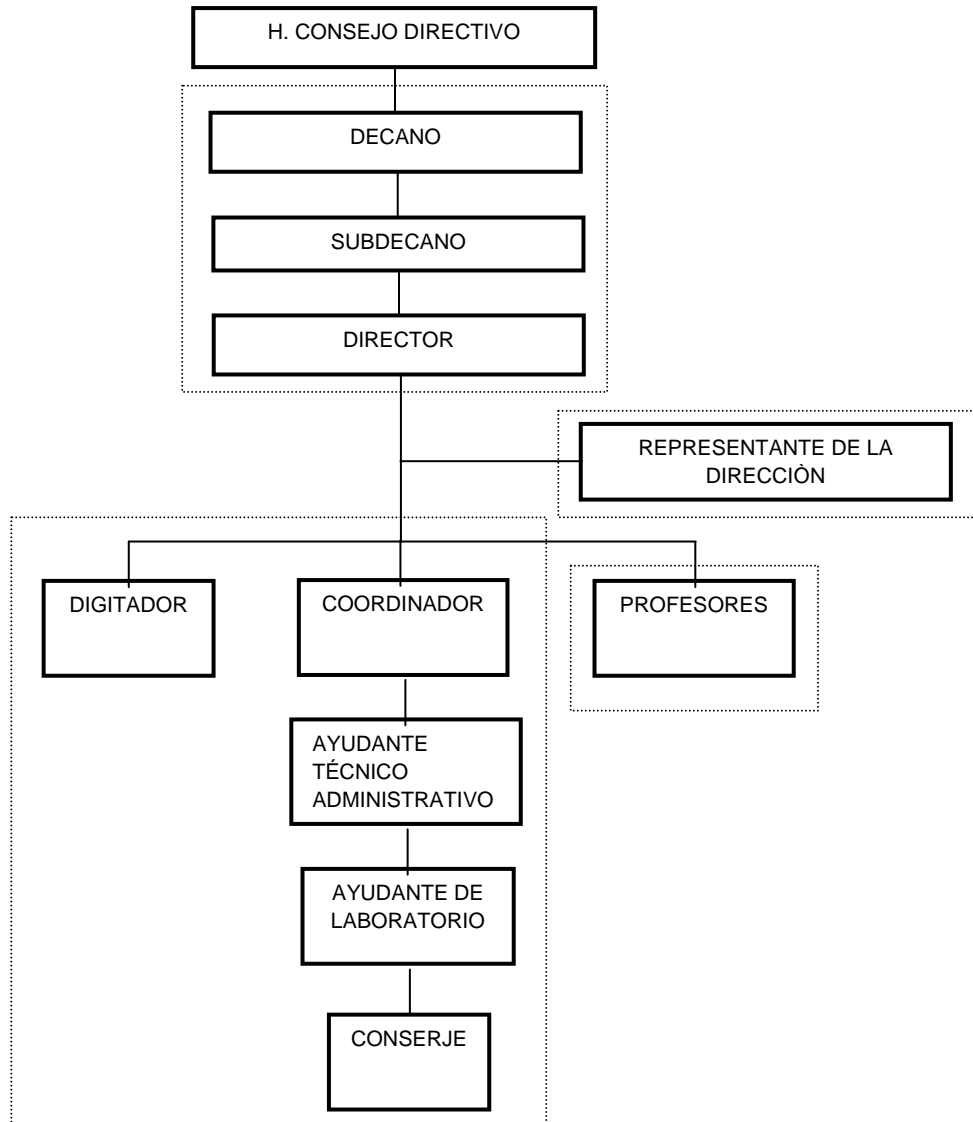 H. CONSEJO DIRECTIVO
DECANO
SUBDECANO
DIRECTOR
REPRESENTANTE DE LA
DIRECCIÒN
DIGITADOR
COORDINADOR
PROFESORES
AYUDANTE
TÉCNICO
ADMINISTRATIVO
AYUDANTE DE
LABORATORIO
CONSERJE